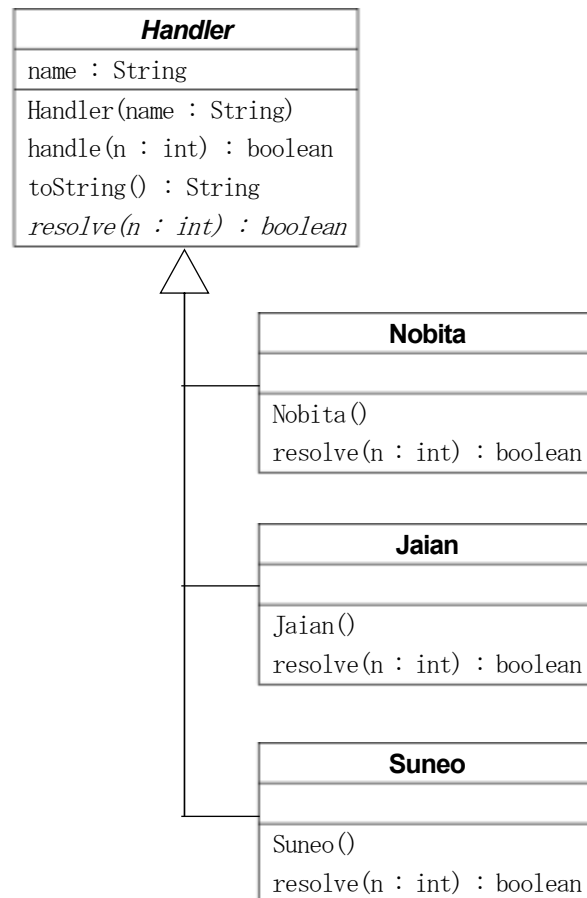 Handler
name : String
Handler(name : String)
handle(n : int) : boolean
toString() : String
resolve(n : int) : boolean
Nobita
Nobita()
resolve(n : int) : boolean
Jaian
Jaian()
resolve(n : int) : boolean
Suneo
Suneo()
resolve(n : int) : boolean